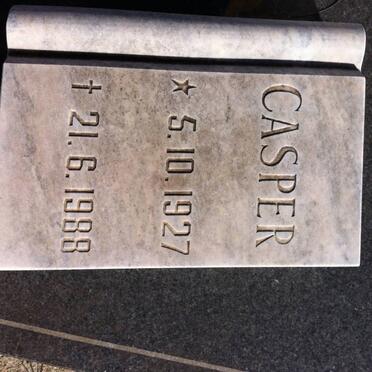 CASPER
★ 5.10.1927
† 21.6.1988